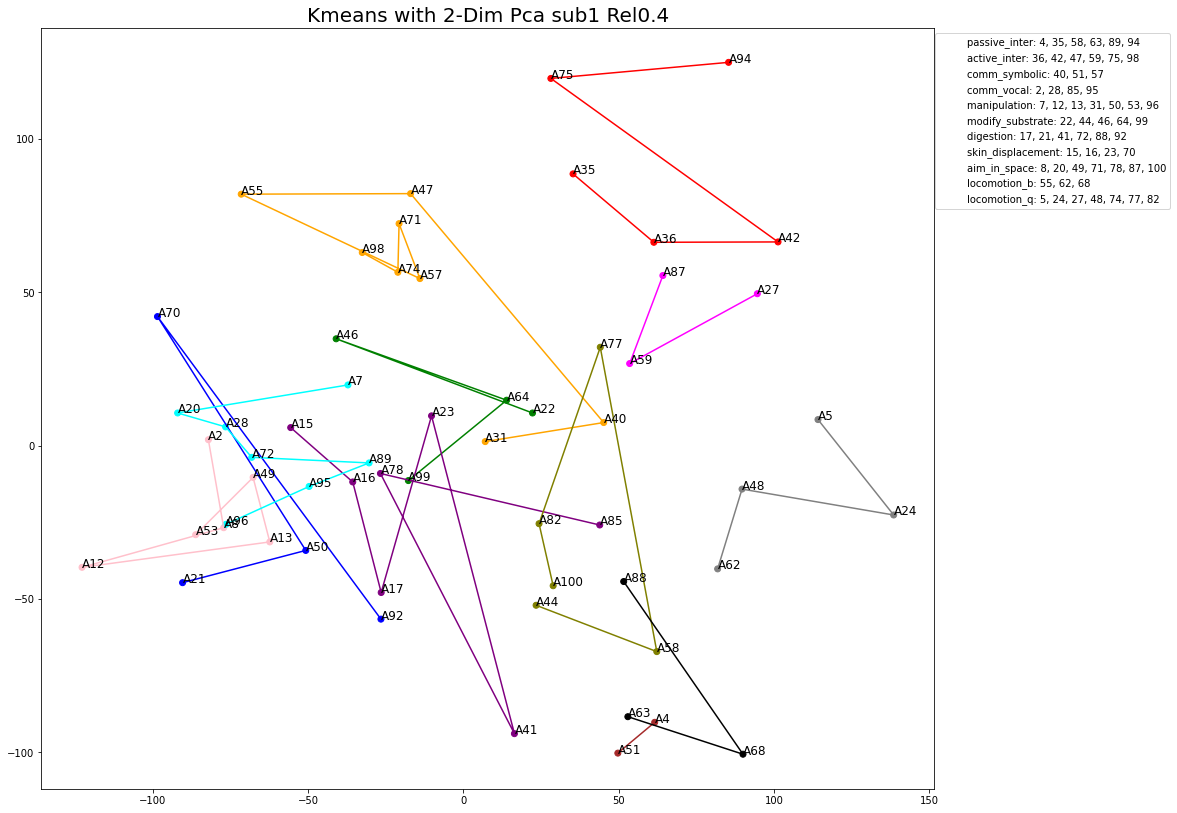 Kmeans with 2-Dim Pca sub1 Rel0.4
passive_inter: 4, 35, 58, 63, 89, 94
active_inter: 36, 42, 47, 59, 75, 98
comm_symbolic: 40, 51, 57
comm_vocal: 2, 28, 85, 95
manipulation: 7, 12, 13, 31, 50, 53, 96
modify_substrate: 22, 44, 46, 64, 99
digestion: 17, 21, 41, 72, 88, 92
skin_displacement: 15, 16, 23, 70
aim_in_space: 8, 20, 49, 71, 78, 87, 100
locomotion_b: 55, 62, 68
locomotion_q: 5, 24, 27, 48, 74, 77, 82
A94
A75
100
A35
A55
A47
A71
A36
A42
A98
A74
A57
A87
50
A27
A70
A46
A77
A59
A7
A64
A20
A22
A23
A5
A40
A28
A15
A2
A31
0
A72
A89
A78
A49
A16
A99
A95
A48
A24
A96
A8
A82
A85
A53
A13
A50
A12
A62
A21
A88
A100
A17
−50
A44
A92
A58
A63
A4
A41
A51
A68
−100
−100
−50
0
50
100
150